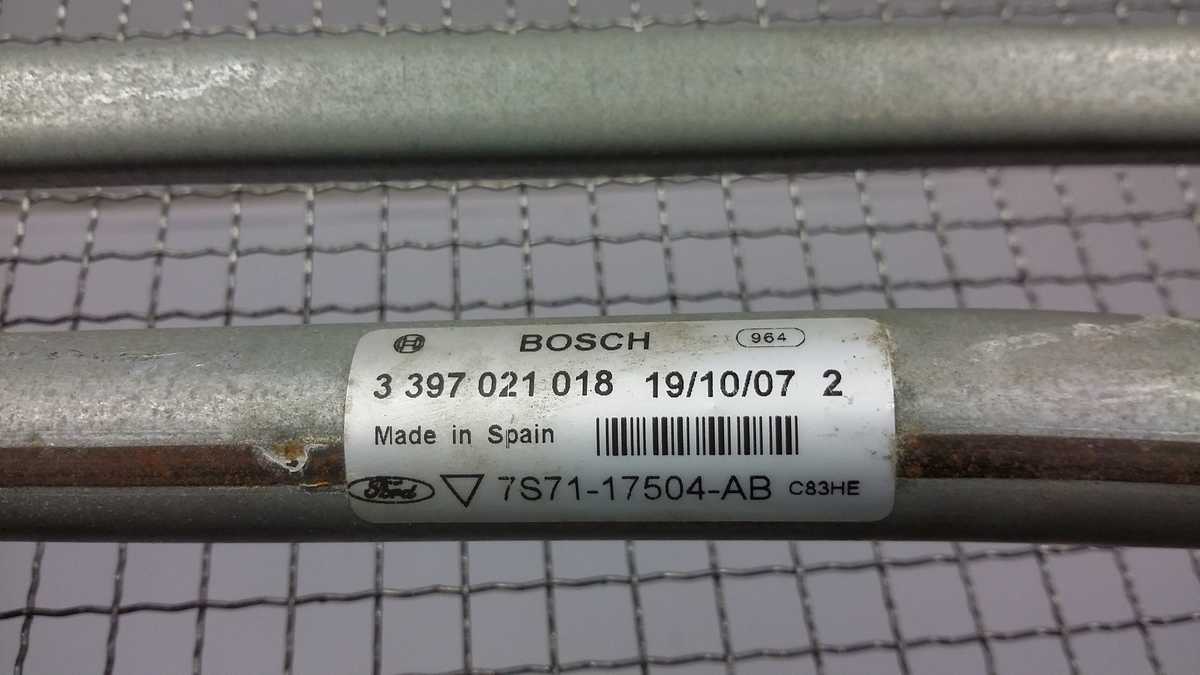 BOSCH 964
3 397 021 018 19/10/07 2
Made in Spain
Ford 7S71-17504-AB C83HE